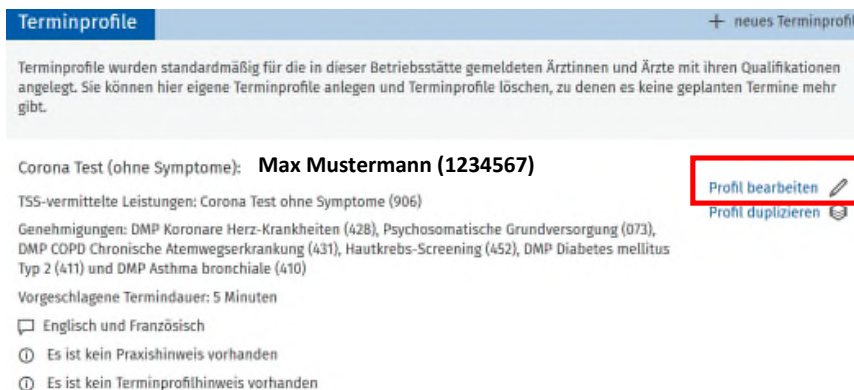 Terminprofile
+ neues Terminprofil
Terminprofile wurden standardmäßig für die in dieser Betriebsstätte gemeldeten Ärztinnen und Ärzte mit ihren Qualifikationen
angelegt. Sie können hier eigene Terminprofile anlegen und Terminprofile löschen, zu denen es keine geplanten Termine mehr
gibt.
Corona Test (ohne Symptome): Max Mustermann (1234567)
Profil bearbeiten
Profil duplizieren
TSS-vermittelte Leistungen: Corona Test ohne Symptome (906)
Genehmigungen: DMP Koronare Herz-Krankheiten (428), Psychosomatische Grundversorgung (073),
DMP COPD Chronische Atemwegserkrankung (431), Hautkrebs-Screening (452), DMP Diabetes mellitus
Typ 2 (411) und DMP Asthma bronchiale (410)
Vorgeschlagene Termindauer: 5 Minuten
Englisch und Französisch
Es ist kein Praxishinweis vorhanden
Es ist kein Terminprofilhinweis vorhanden